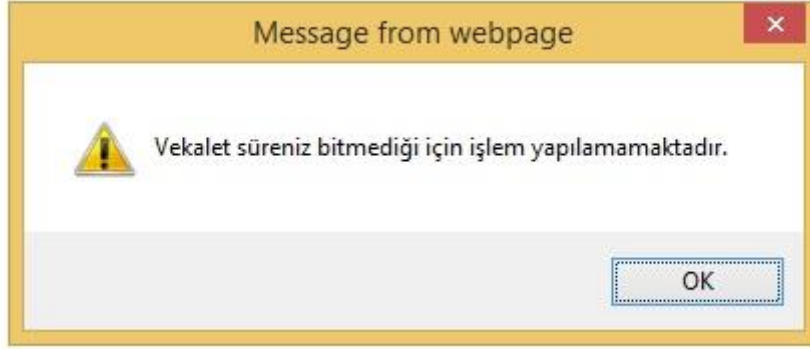 Message from webpage
Vekalet süreniz bitmediği için işlem yapılamamaktadır.
OK